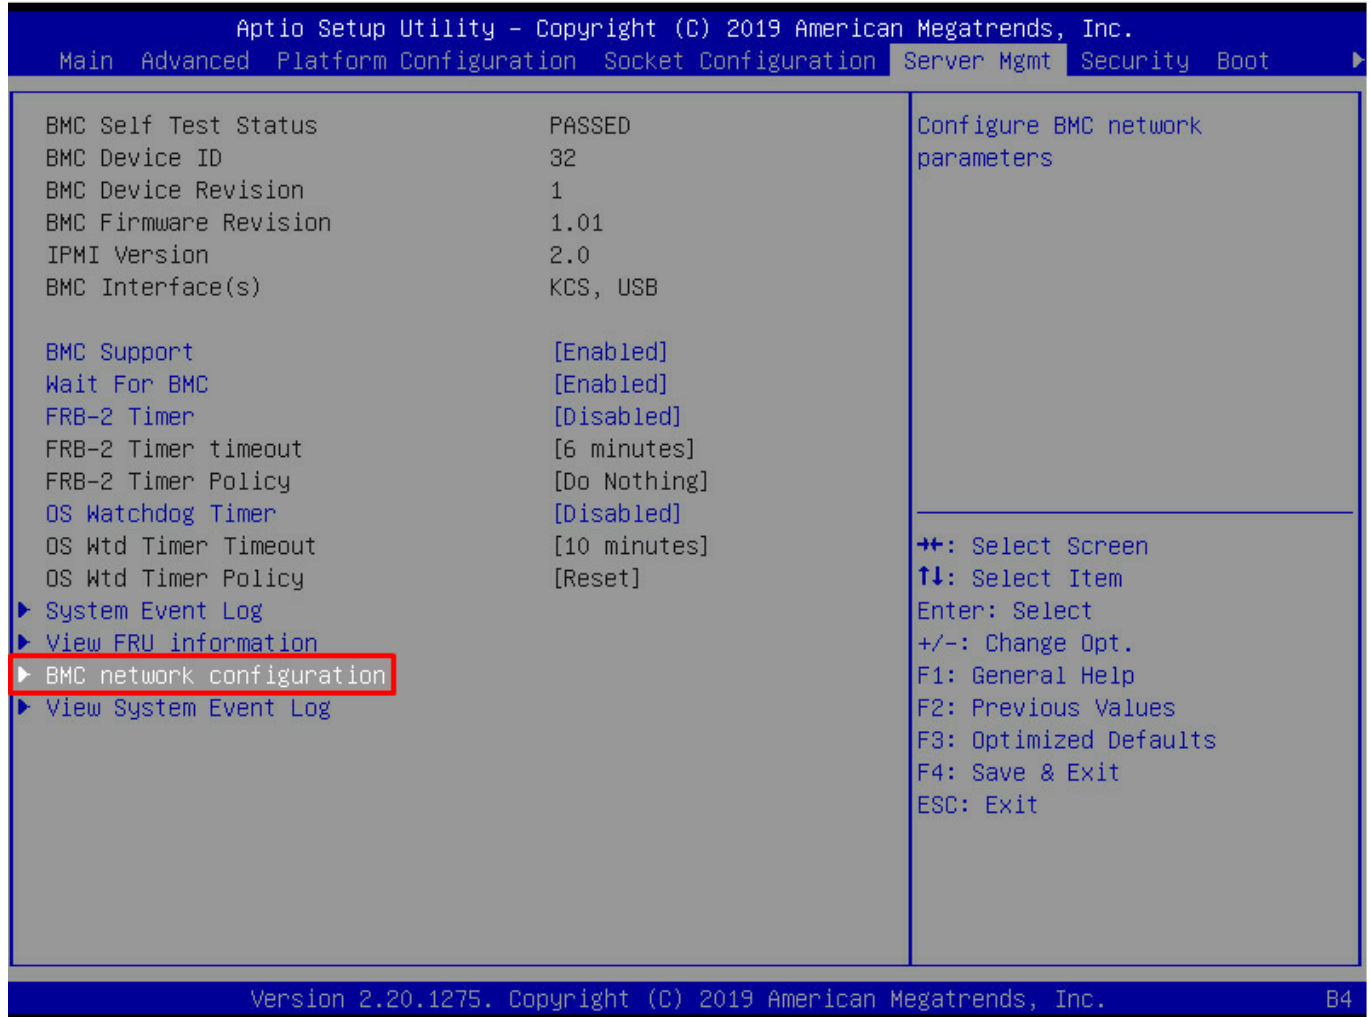 Aptio Setup Utility – Copyright (C) 2019 American Megatrends, Inc.
Main Advanced Platform Configuration Socket Configuration Server Mgmt Security Boot
BMC Self Test Status PASSED
BMC Device ID 32
BMC Device Revision 1
BMC Firmware Revision 1.01
IPMI Version 2.0
BMC Interface(s) KCS, USB
BMC Support [Enabled]
Wait For BMC [Enabled]
FRB-2 Timer [Disabled]
FRB-2 Timer timeout [6 minutes]
FRB-2 Timer Policy [Do Nothing]
OS Watchdog Timer [Disabled]
OS Wtd Timer Timeout [10 minutes]
OS Wtd Timer Policy [Reset]
System Event Log
View FRU information
BMC network configuration
View System Event Log
Configure BMC network
parameters
→←: Select Screen
↑↓: Select Item
Enter: Select
+/-: Change Opt.
F1: General Help
F2: Previous Values
F3: Optimized Defaults
F4: Save & Exit
ESC: Exit
Version 2.20.1275. Copyright (C) 2019 American Megatrends, Inc.
B4